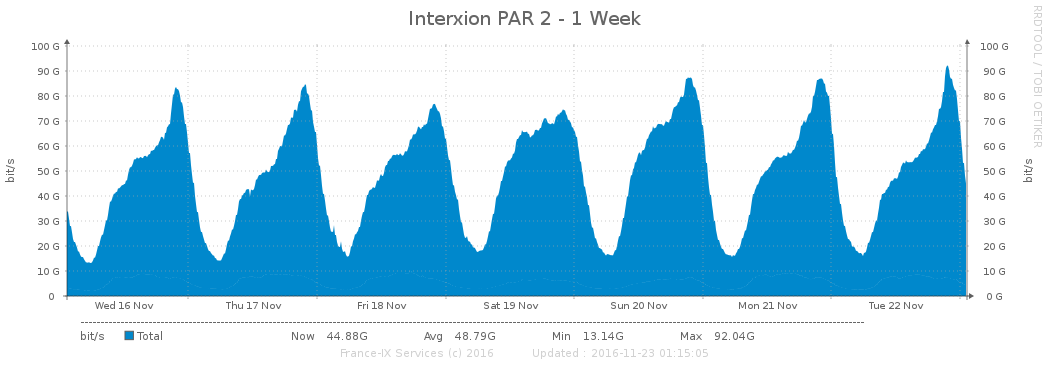 Interxion PAR 2 - 1 Week
RRDTOOL / TOBI OETIKER
bit/s
100 G 100 G
90 G 90 G
80 G 80 G
70 G 70 G
60 G 60 G
50 G 50 G
40 G 40 G
30 G 30 G
20 G 20 G
10 G 10 G
0 0 G
bit/s
Wed 16 Nov Thu 17 Nov Fri 18 Nov Sat 19 Nov Sun 20 Nov Mon 21 Nov Tue 22 Nov
bit/s Total Now 44.88G Avg 48.79G Min 13.14G Max 92.04G
France-IX Services (c) 2016 Updated : 2016-11-23 01:15:05